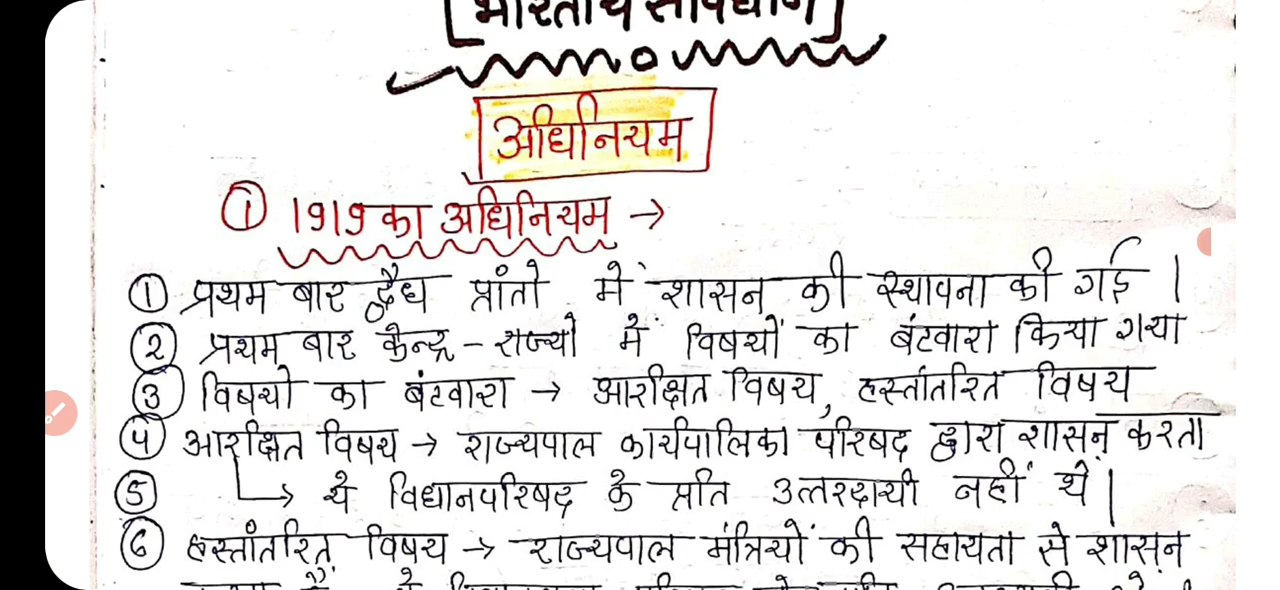 [भारतीय संविधान]
अधिनियम
① 1919 का अधिनियम →
① प्रथम बार द्वैध प्रांतो में शासन की स्थापना की गई |
② प्रथम बार केन्द्र - राज्यो में विषयों का बंटवारा किया गया
③ विषयो का बंटवारा → आरक्षित विषय, हस्तांतरित विषय
④ आरक्षित विषय → राज्यपाल कार्यपालिका परिषद द्वारा शासन करता
⑤ ↳ ये विधानपरिषद के प्रति उत्तरदायी नहीं थे |
⑥ हस्तांतरित विषय → राज्यपाल मंत्रियों की सहायता से शासन